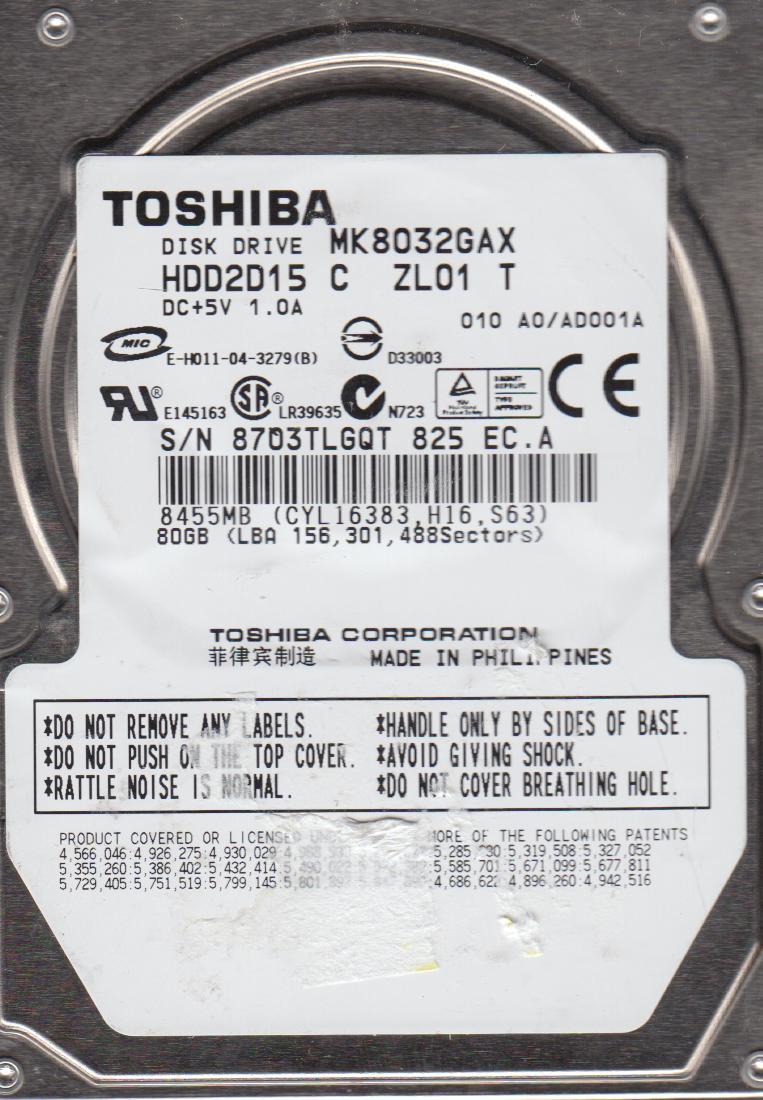 TOSHIBA
DISK DRIVE MK8032GAX
HDD2D15 C ZL01 T
DC+5V 1.0A
010 A0/AD001A
MIC E-H011-04-3279(B) D33003
E145163 SA ® LR39635 N723 CE
S/N 8703TLGQT 825 EC.A
8455MB (CYL16383,H16,S63)
80GB (LBA 156,301,488Sectors)
TOSHIBA CORPORATION
菲律宾制造 MADE IN PHILIPPINES
*DO NOT REMOVE ANY LABELS. *HANDLE ONLY BY SIDES OF BASE.
*DO NOT PUSH ON THE TOP COVER. *AVOID GIVING SHOCK.
*RATTLE NOISE IS NORMAL. *DO NOT COVER BREATHING HOLE.
PRODUCT COVERED OR LICENSED MORE OF THE FOLLOWING PATENTS
4,566,046:4,926,275:4,930,029 5,319,508:5,327,052
5,355,260:5,386,402:5,432,414 5,585,701:5,671,099:5,677,811
5,729,405:5,751,519:5,799,145 4,686,622 4,896,260:4,942,516